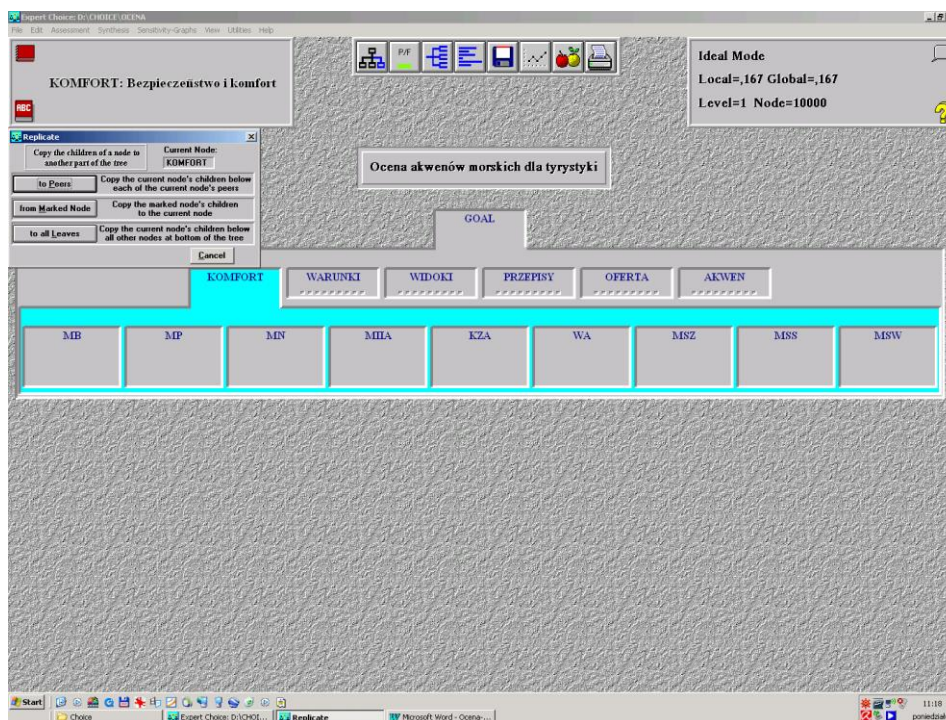 Expert Choice: D:\CHOICE\OCENA
File Edit Assessment Synthesis Sensitivity-Graphs View Utilities Help
KOMFORT: Bezpieczeństwo i komfort
ABC
P/F
Ideal Mode
Local=,167 Global=,167
Level=1 Node=10000
?
Replicate
Copy the children of a node to
another part of the tree
Current Node:
KOMFORT
to Peers
Copy the current node's children below
each of the current node's peers
from Marked Node
Copy the marked node's children
to the current node
to all Leaves
Copy the current node's children below
all other nodes at bottom of the tree
Cancel
Ocena akwenów morskich dla tyrystyki
GOAL
KOMFORT WARUNKI WIDOKI PRZEPISY OFERTA AKWEN
MB MP MN MIIA KZA WA MSZ MSS MSW
Start
11:18
Choice Expert Choice: D:\CHOI... Replicate Microsoft Word - Ocena-... poniedział